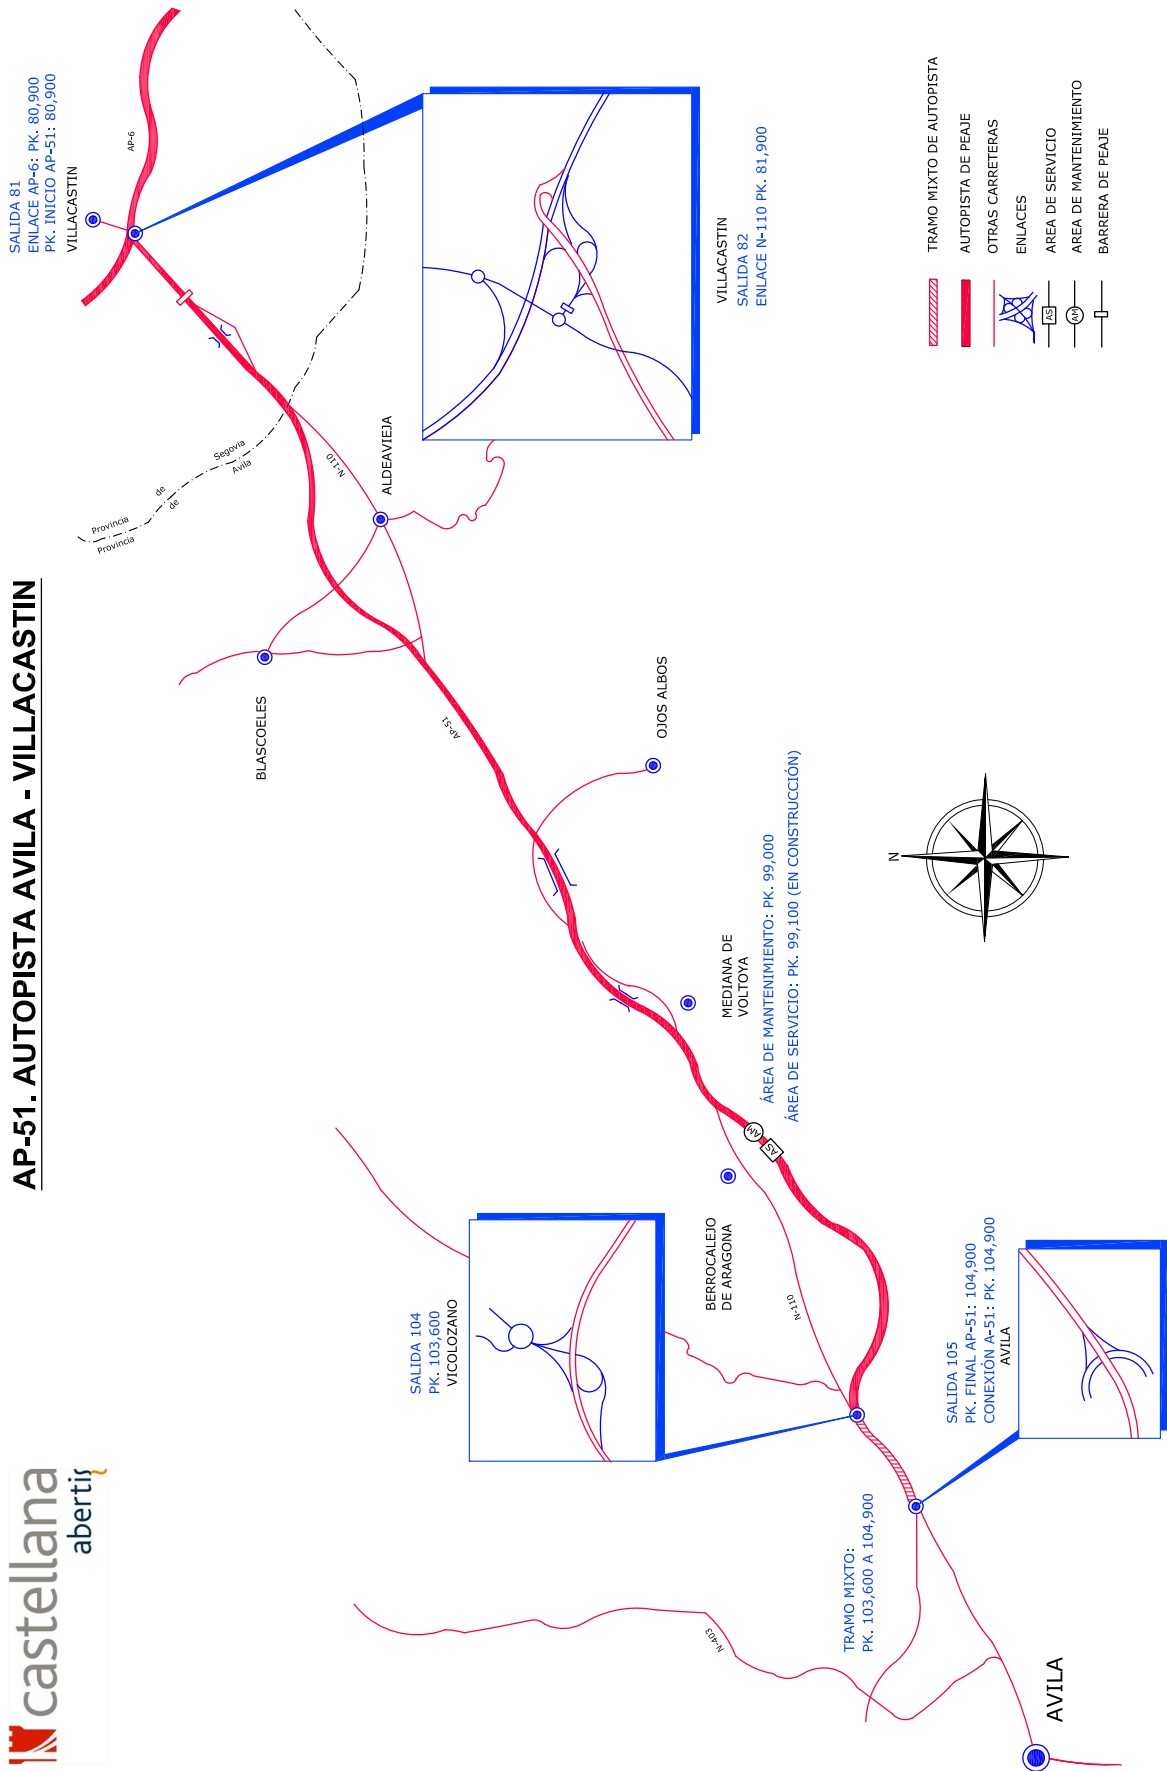 AP-51. AUTOPISTA AVILA - VILLACASTIN
castellana
abertis
SALIDA 81
ENLACE AP-6: PK. 80,900
PK. INICIO AP-51: 80,900
VILLACASTIN
AP-6
Provincia de Segovia
Provincia de Avila
N-110
ALDEAVIEJA
BLASCOELES
AP-51
VILLACASTIN
SALIDA 82
ENLACE N-110 PK. 81,900
OJOS ALBOS
MEDIANA DE
VOLTOYA
ÁREA DE MANTENIMIENTO: PK. 99,000
ÁREA DE SERVICIO: PK. 99,100 (EN CONSTRUCCIÓN)
AM
AS
BERROCALEJO
DE ARAGONA
N-110
SALIDA 104
PK. 103,600
VICOLOZANO
SALIDA 105
PK. FINAL AP-51: 104,900
CONEXIÓN A-51: PK. 104,900
AVILA
TRAMO MIXTO:
PK. 103,600 A 104,900
N-403
AVILA
N
TRAMO MIXTO DE AUTOPISTA
AUTOPISTA DE PEAJE
OTRAS CARRETERAS
ENLACES
AS AREA DE SERVICIO
AM AREA DE MANTENIMIENTO
BARRERA DE PEAJE